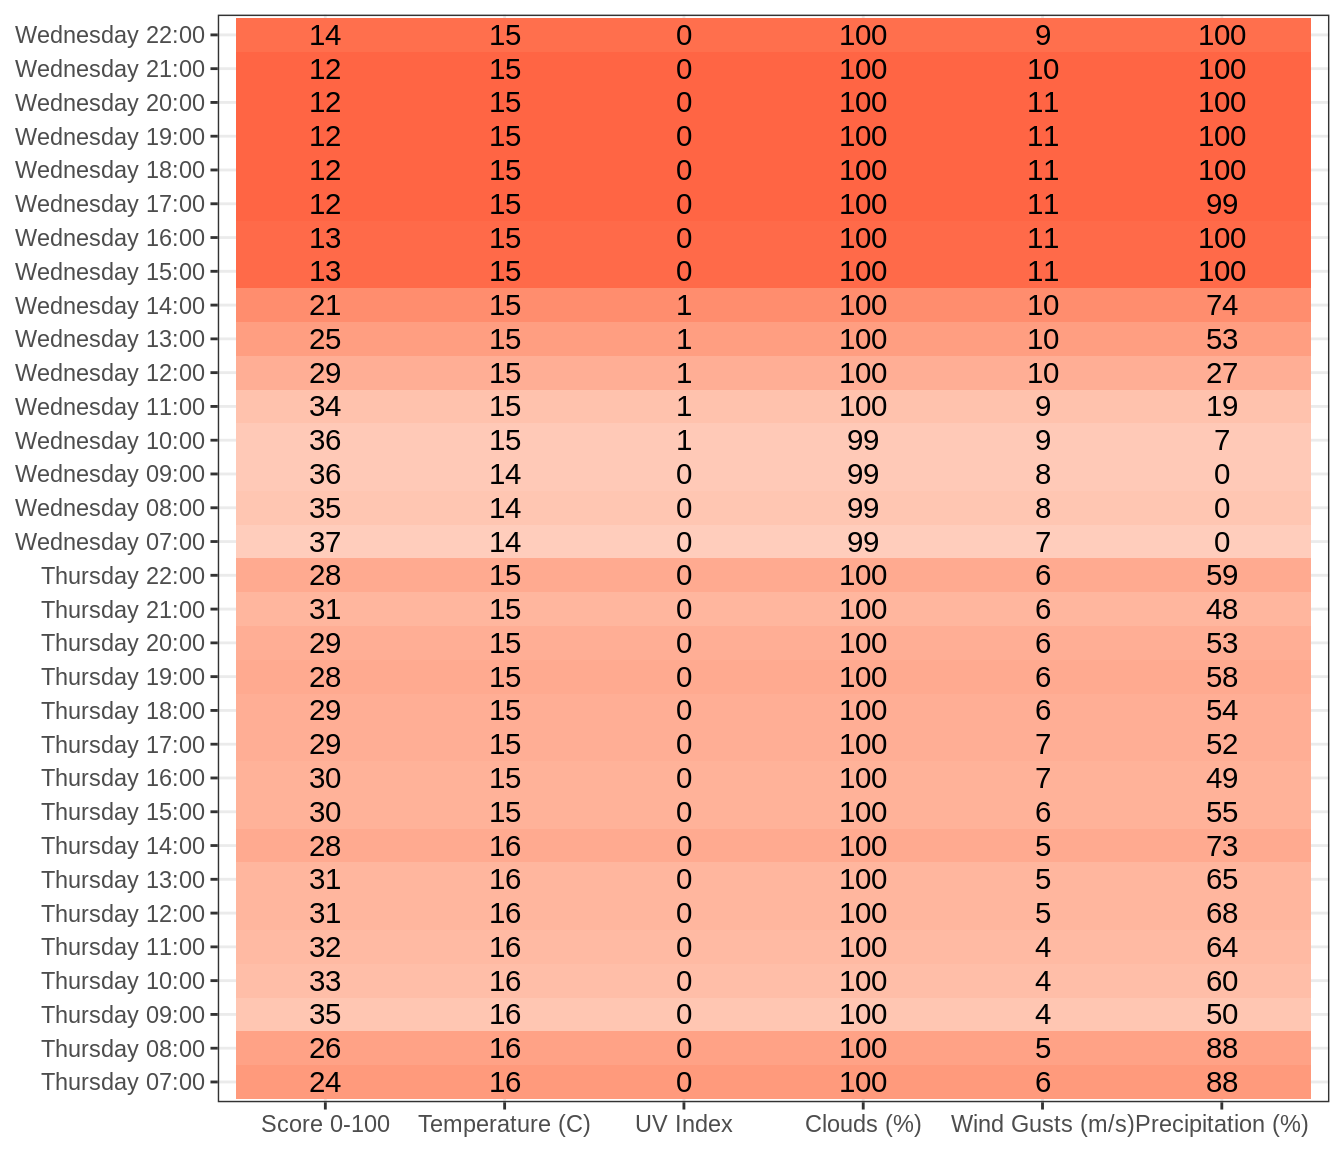 Wednesday 22:00 14 15 0 100 9 100
Wednesday 21:00 12 15 0 100 10 100
Wednesday 20:00 12 15 0 100 11 100
Wednesday 19:00 12 15 0 100 11 100
Wednesday 18:00 12 15 0 100 11 100
Wednesday 17:00 12 15 0 100 11 99
Wednesday 16:00 13 15 0 100 11 100
Wednesday 15:00 13 15 0 100 11 100
Wednesday 14:00 21 15 1 100 10 74
Wednesday 13:00 25 15 1 100 10 53
Wednesday 12:00 29 15 1 100 10 27
Wednesday 11:00 34 15 1 100 9 19
Wednesday 10:00 36 15 1 99 9 7
Wednesday 09:00 36 14 0 99 8 0
Wednesday 08:00 35 14 0 99 8 0
Wednesday 07:00 37 14 0 99 7 0
Thursday 22:00 28 15 0 100 6 59
Thursday 21:00 31 15 0 100 6 48
Thursday 20:00 29 15 0 100 6 53
Thursday 19:00 28 15 0 100 6 58
Thursday 18:00 29 15 0 100 6 54
Thursday 17:00 29 15 0 100 7 52
Thursday 16:00 30 15 0 100 7 49
Thursday 15:00 30 15 0 100 6 55
Thursday 14:00 28 16 0 100 5 73
Thursday 13:00 31 16 0 100 5 65
Thursday 12:00 31 16 0 100 5 68
Thursday 11:00 32 16 0 100 4 64
Thursday 10:00 33 16 0 100 4 60
Thursday 09:00 35 16 0 100 4 50
Thursday 08:00 26 16 0 100 5 88
Thursday 07:00 24 16 0 100 6 88
Score 0-100 Temperature (C) UV Index Clouds (%) Wind Gusts (m/s) Precipitation (%)